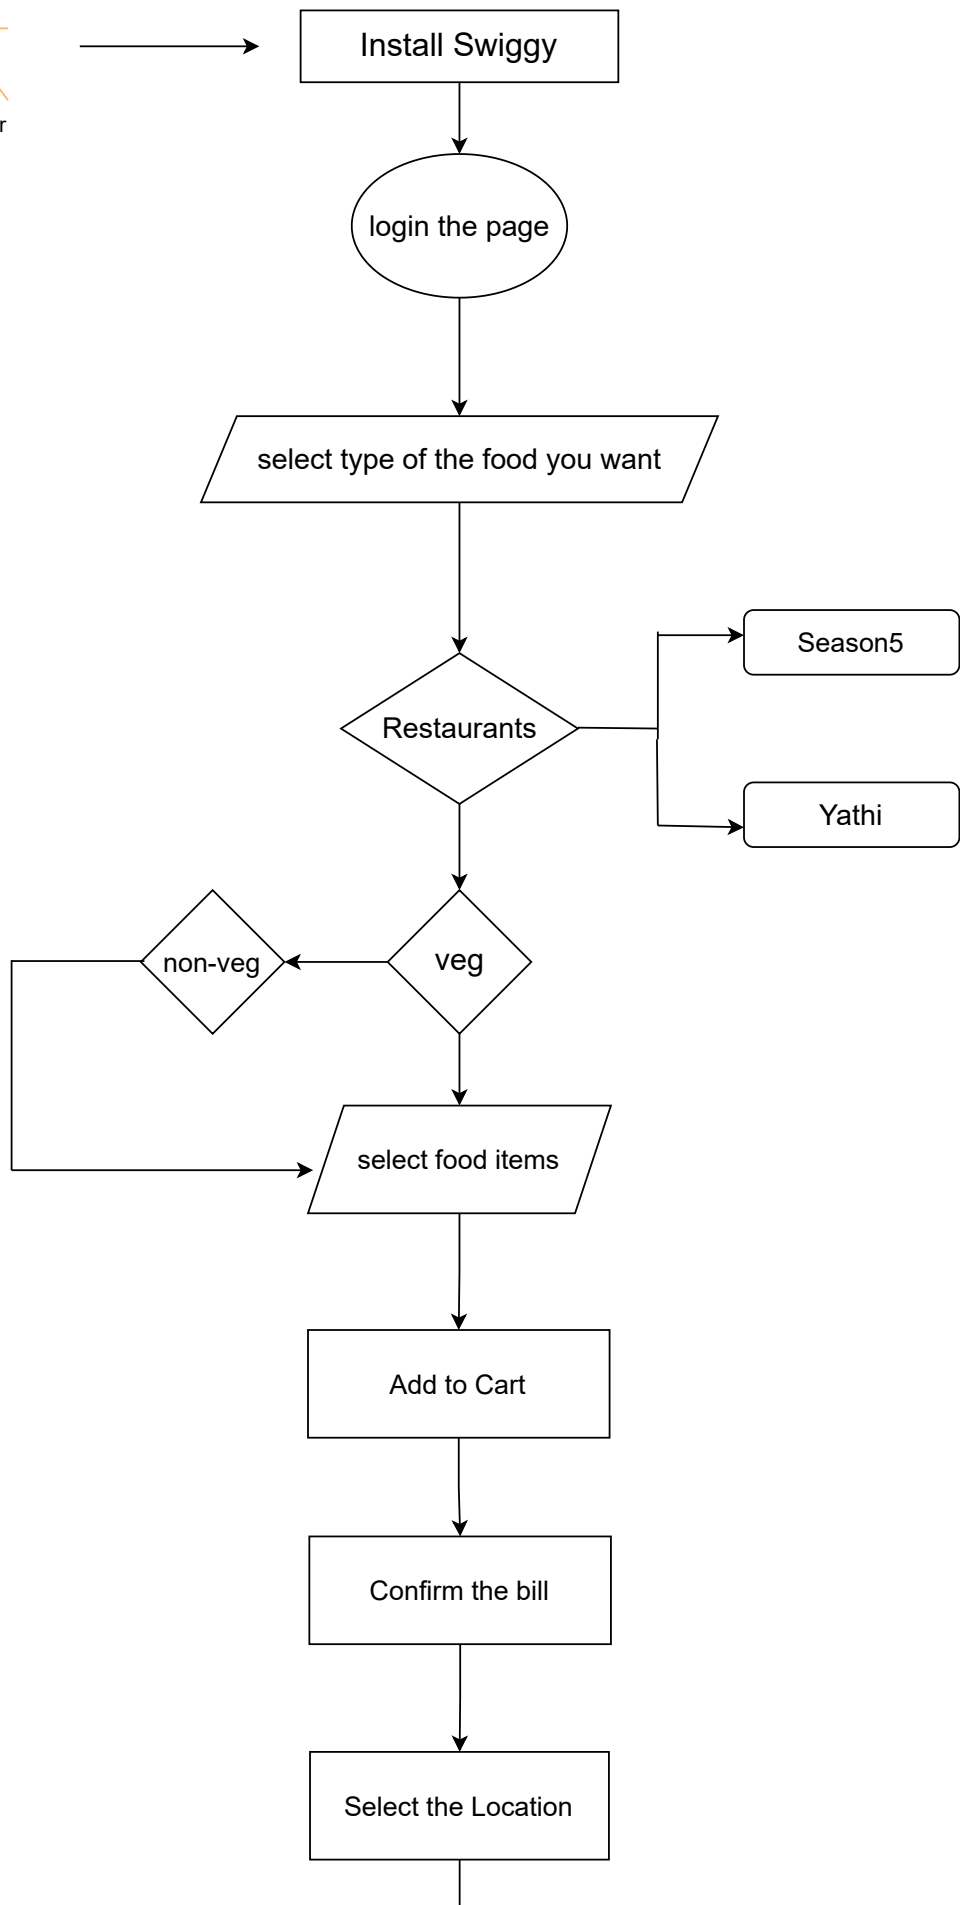 Install Swiggy
r
login the page
select type of the food you want
Season5
Restaurants
Yathi
non-veg
veg
select food items
Add to Cart
Confirm the bill
Select the Location